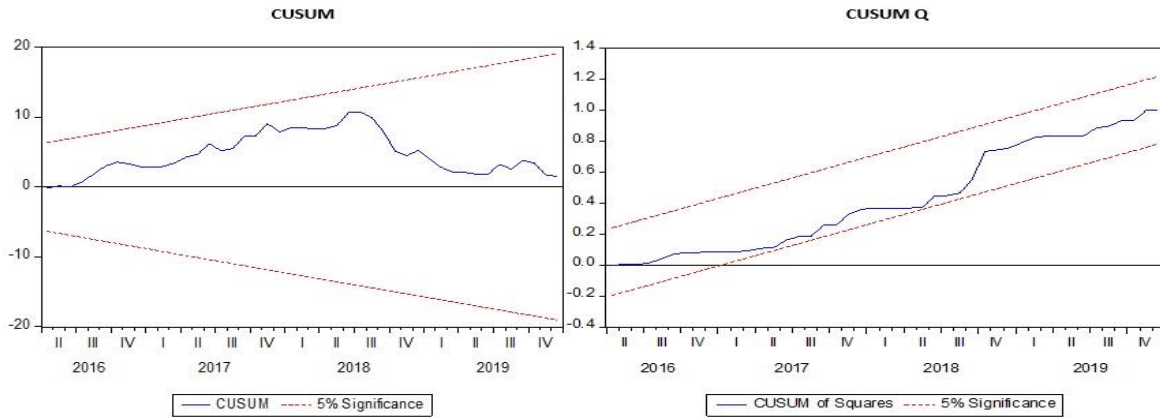 CUSUM
20
10
0
-10
-20
II III IV I II III IV I II III IV I II III IV
2016 2017 2018 2019
CUSUM 5% Significance
CUSUM Q
1.4
1.2
1.0
0.8
0.6
0.4
0.2
0.0
-0.2
-0.4
II III IV I II III IV I II III IV I II III IV
2016 2017 2018 2019
CUSUM of Squares 5% Significance